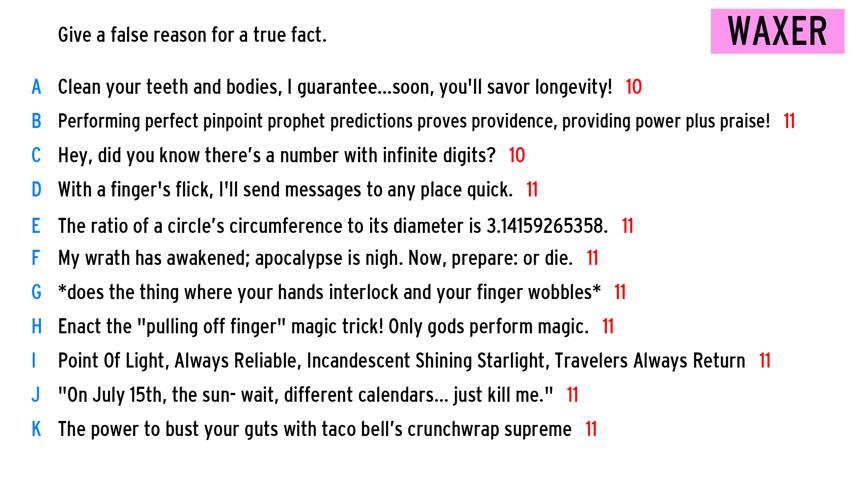 Give a false reason for a true fact.
WAXER
A Clean your teeth and bodies, I guarantee...soon, you'll savor longevity! 10
B Performing perfect pinpoint prophet predictions proves providence, providing power plus praise! 11
C Hey, did you know there's a number with infinite digits? 10
D With a finger's flick, I'll send messages to any place quick. 11
E The ratio of a circle's circumference to its diameter is 3.14159265358. 11
F My wrath has awakened; apocalypse is nigh. Now, prepare: or die. 11
G *does the thing where your hands interlock and your finger wobbles* 11
H Enact the "pulling off finger" magic trick! Only gods perform magic. 11
I Point Of Light, Always Reliable, Incandescent Shining Starlight, Travelers Always Return 11
J "On July 15th, the sun- wait, different calendars... just kill me." 11
K The power to bust your guts with taco bell's crunchwrap supreme 11